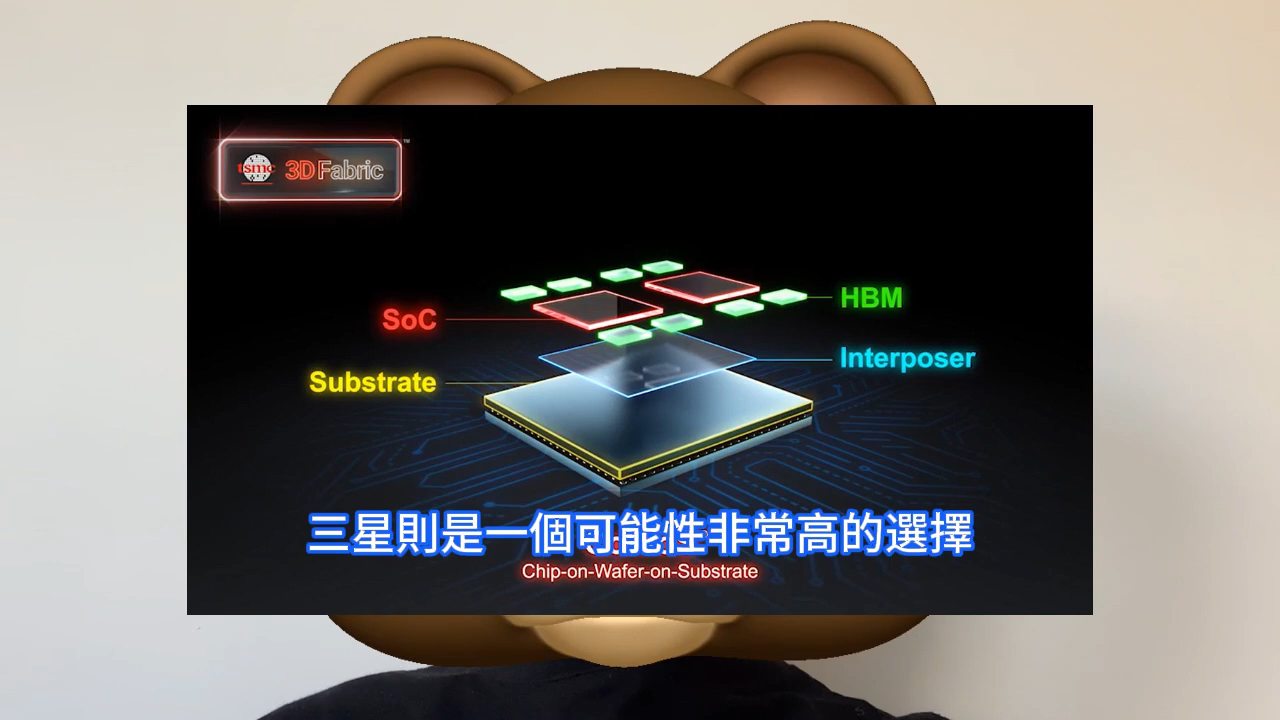 tsmc 3DFabric™
SoC
HBM
Substrate
Interposer
三星則是一個可能性非常高的選擇
Chip-on-Wafer-on-Substrate